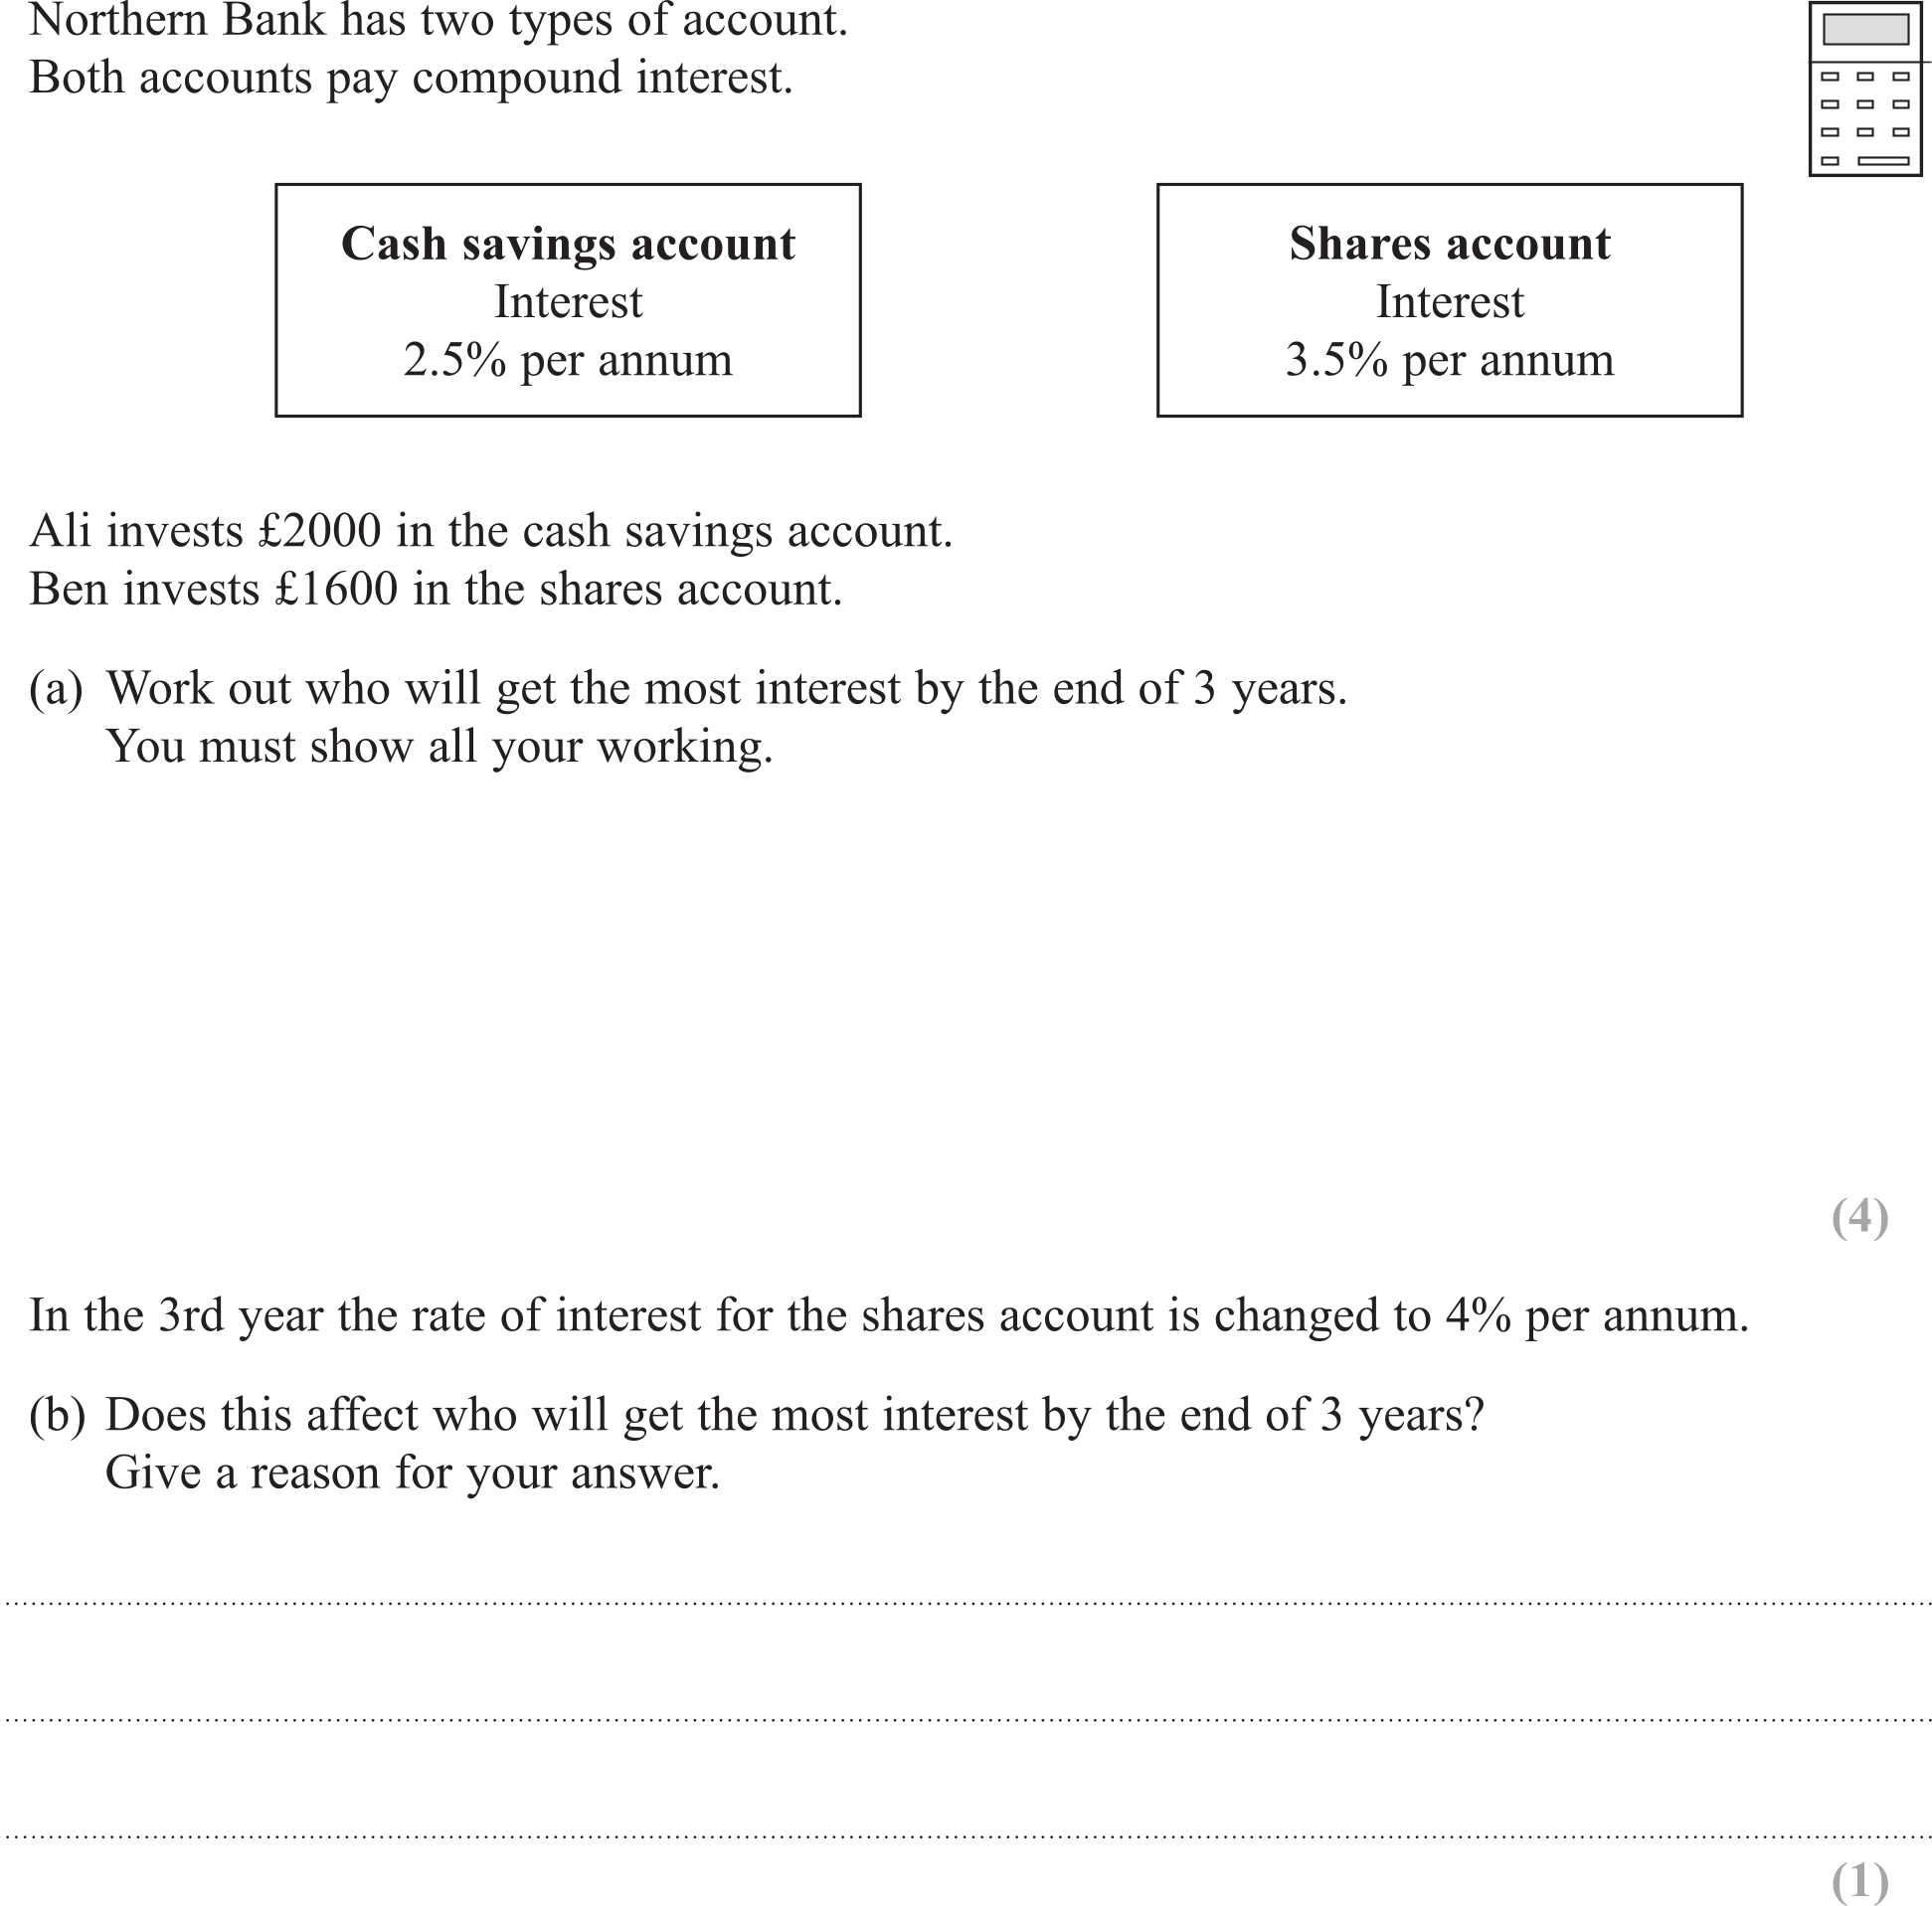 Northern Bank has two types of account.
Both accounts pay compound interest.
Cash savings account
Interest
2.5% per annum
Shares account
Interest
3.5% per annum
Ali invests £2000 in the cash savings account.
Ben invests £1600 in the shares account.
(a) Work out who will get the most interest by the end of 3 years.
You must show all your working.
(4)
In the 3rd year the rate of interest for the shares account is changed to 4% per annum.
(b) Does this affect who will get the most interest by the end of 3 years?
Give a reason for your answer.
(1)